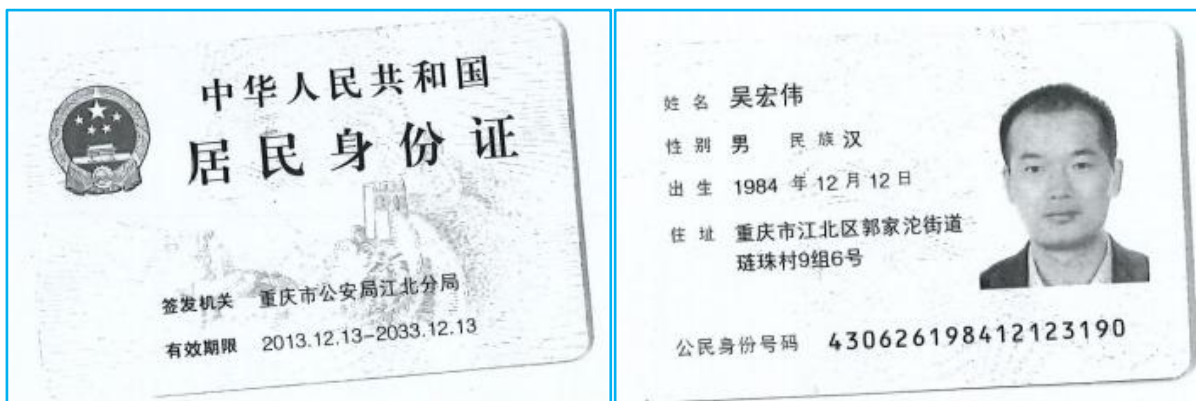 中华人民共和国
居民身份证
签发机关 重庆市公安局江北分局
有效期限 2013.12.13-2033.12.13
姓名 吴宏伟
性别 男 民族 汉
出生 1984 年 12 月 12 日
住址 重庆市江北区郭家沱街道
琏珠村9组6号
公民身份号码 430626198412123190